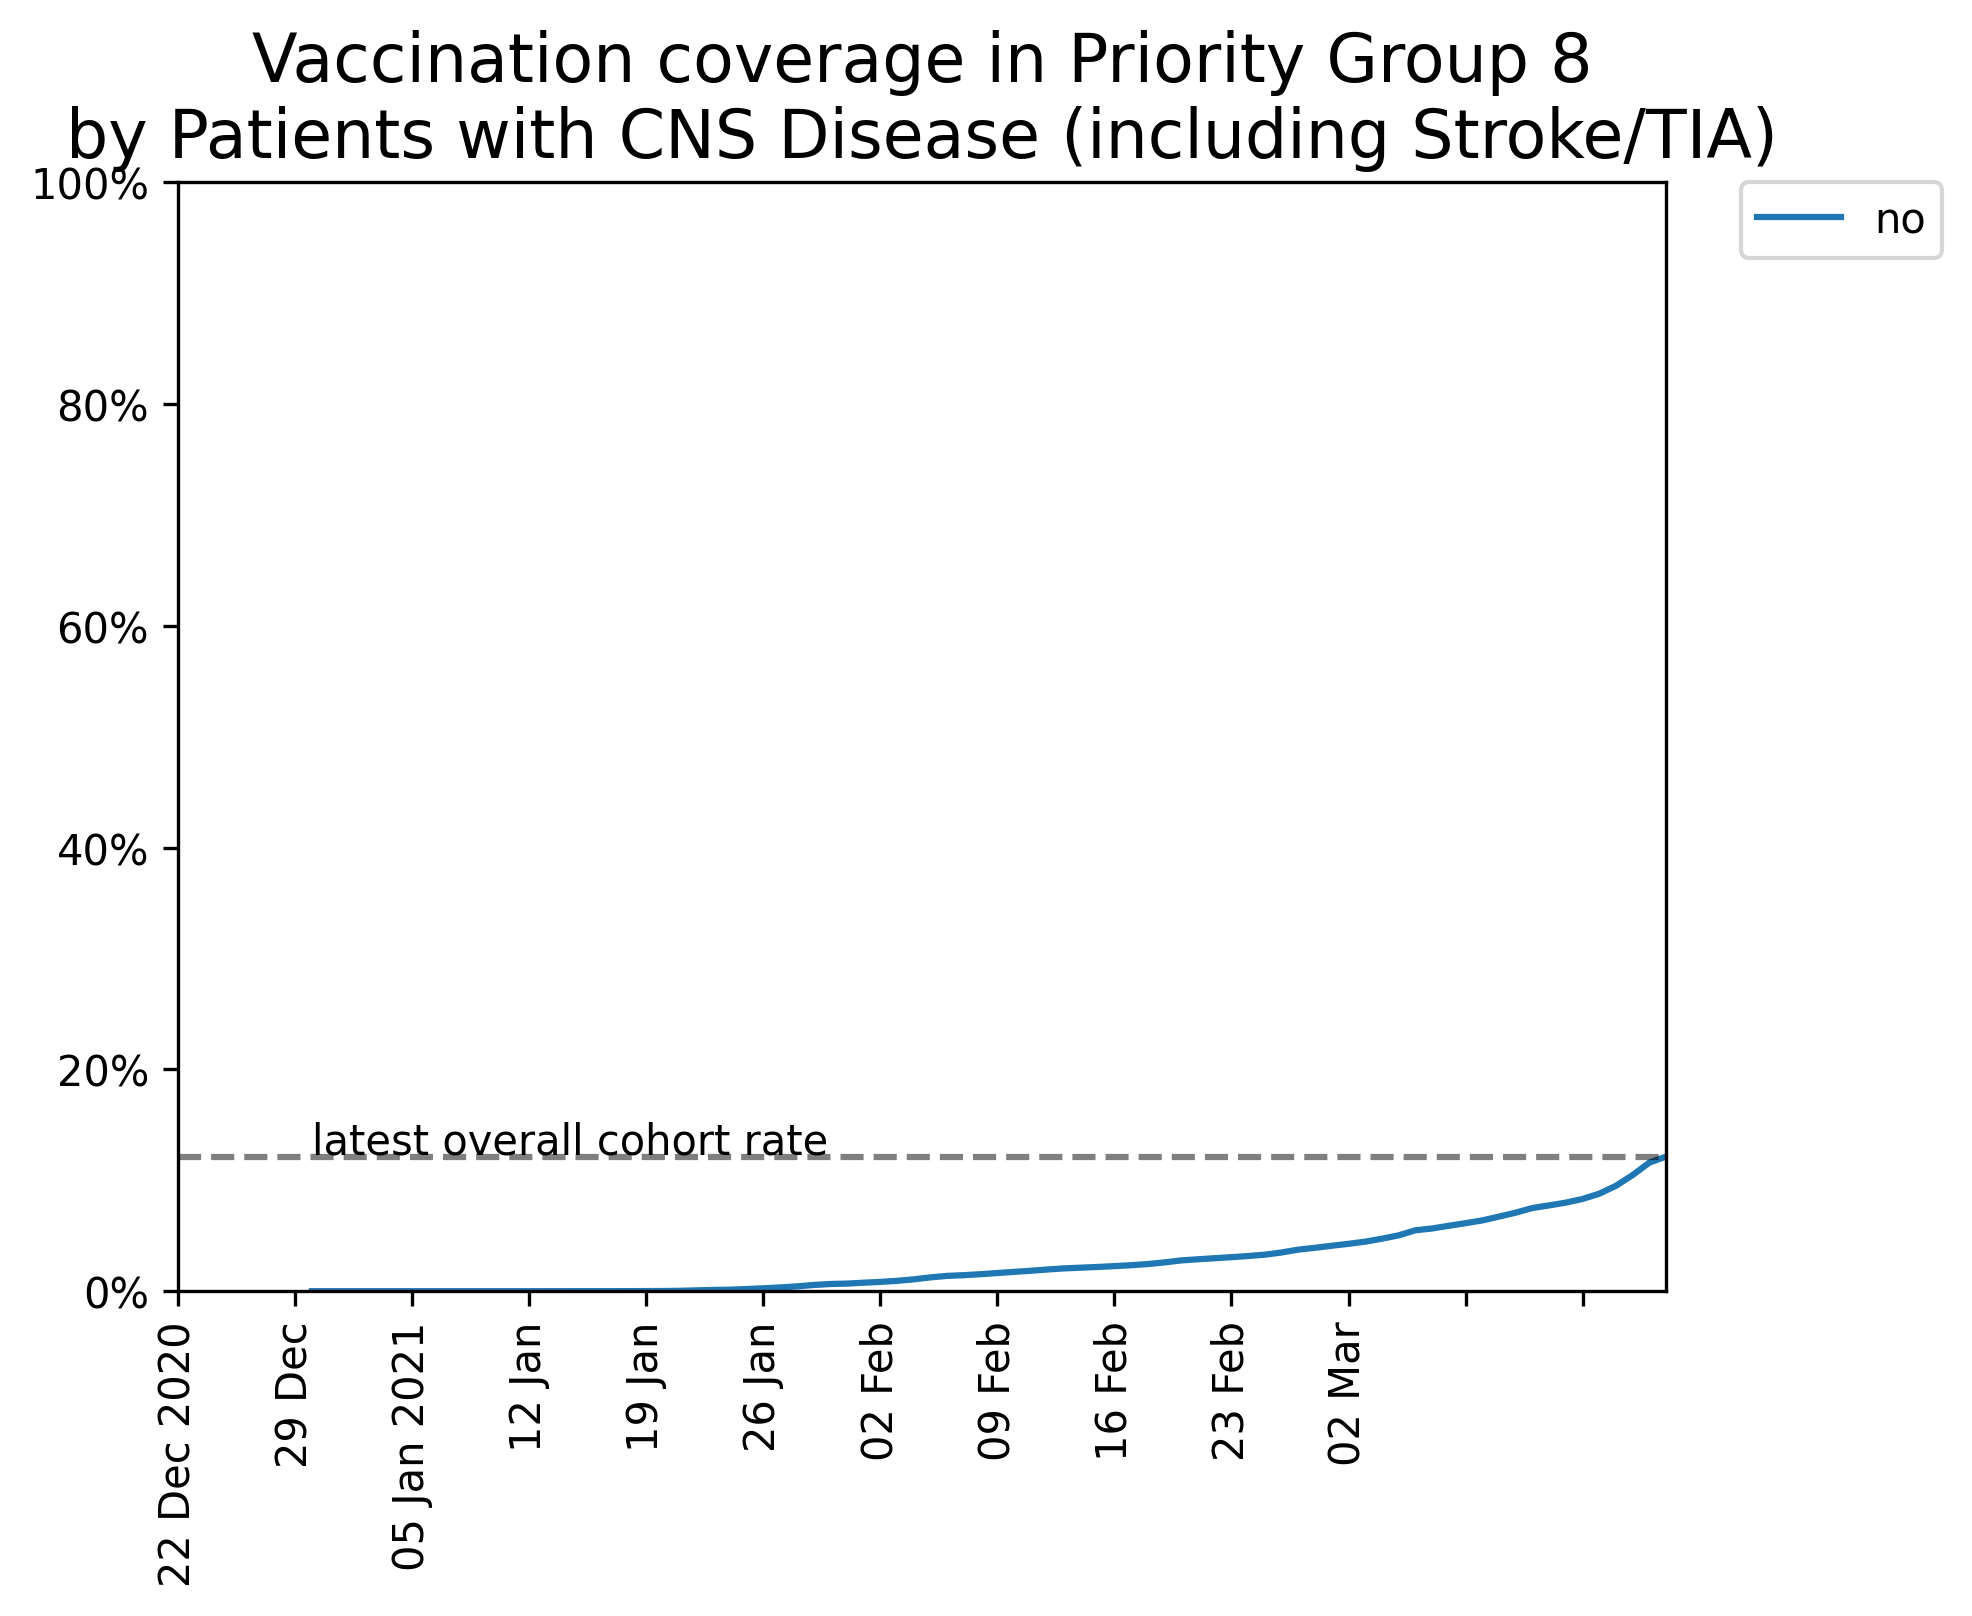 Vaccination coverage in Priority Group 8
by Patients with CNS Disease (including Stroke/TIA)
100%
80%
60%
40%
20%
0%
latest overall cohort rate
no
22 Dec 2020
29 Dec
05 Jan 2021
12 Jan
19 Jan
26 Jan
02 Feb
09 Feb
16 Feb
23 Feb
02 Mar